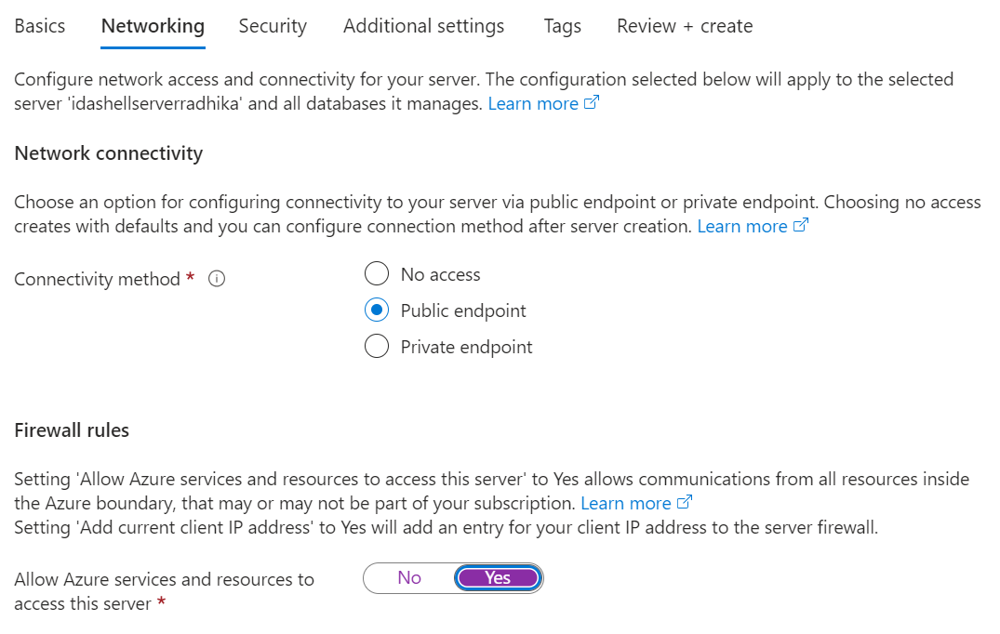 Basics Networking Security Additional settings Tags Review + create
Configure network access and connectivity for your server. The configuration selected below will apply to the selected
server 'idashellserverradhika' and all databases it manages. Learn more
Network connectivity
Choose an option for configuring connectivity to your server via public endpoint or private endpoint. Choosing no access
creates with defaults and you can configure connection method after server creation. Learn more
Connectivity method *
No access
Public endpoint
Private endpoint
Firewall rules
Setting 'Allow Azure services and resources to access this server' to Yes allows communications from all resources inside
the Azure boundary, that may or may not be part of your subscription. Learn more
Setting 'Add current client IP address' to Yes will add an entry for your client IP address to the server firewall.
Allow Azure services and resources to
access this server *
No Yes